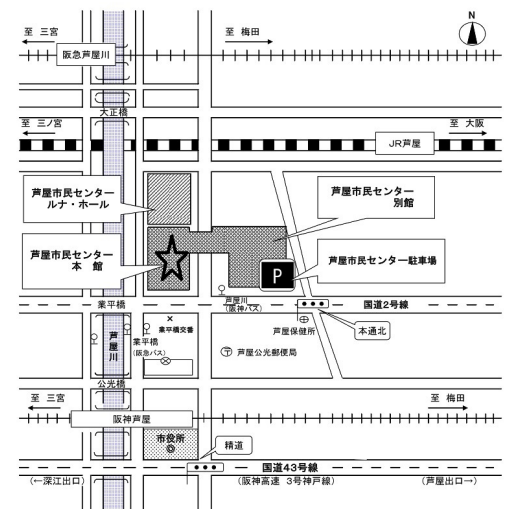 N
至 三宮
至 梅田
阪急芦屋川
大正橋
至 三ノ宮
至 大阪
JR芦屋
芦屋市民センター
ルナ・ホール
芦屋市民センター
別館
芦屋市民センター
本 館
芦屋市民センター駐車場
P
業平橋
芦屋川
(阪神バス)
国道2号線
業平橋交番
芦屋保健所
本通北
芦屋川
業平橋
(阪急バス)
芦屋公光郵便局
公光橋
至 三宮
至 梅田
阪神芦屋
市役所
精道
国道43号線
(←深江出口)
(阪神高速 3号神戸線)
(芦屋出口→)